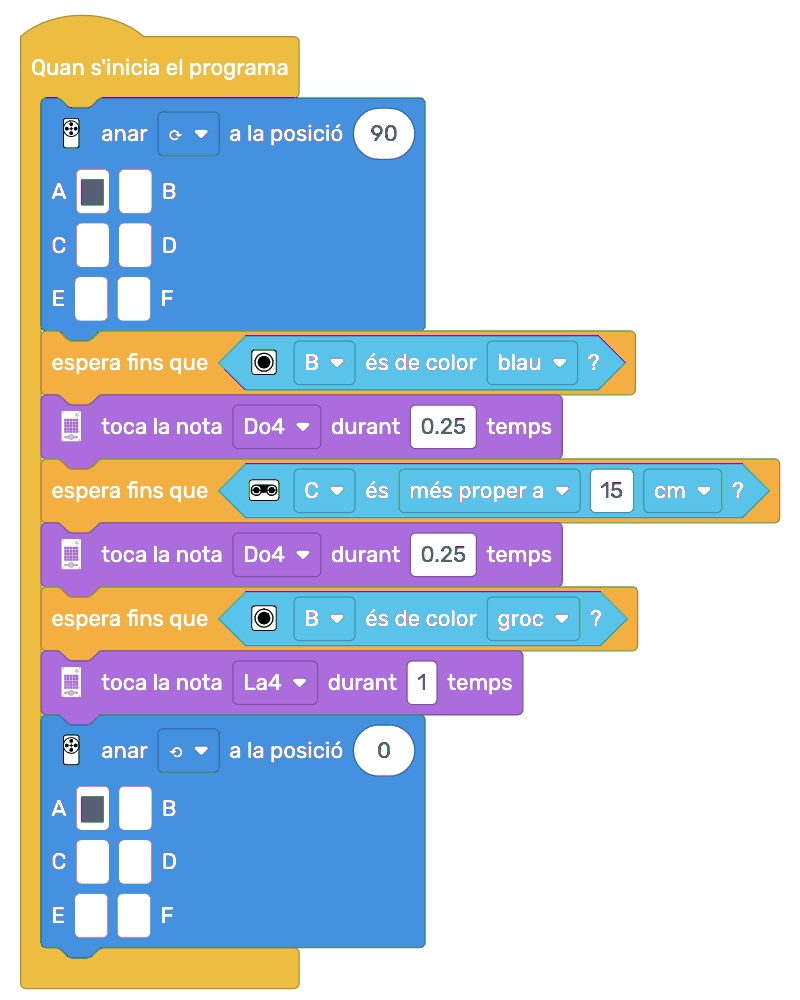 Quan s'inicia el programa
anar a la posició 90
A B
C D
E F
espera fins que B és de color blau ?
toca la nota Do4 durant 0.25 temps
espera fins que C és més proper a 15 cm ?
toca la nota Do4 durant 0.25 temps
espera fins que B és de color groc ?
toca la nota La4 durant 1 temps
anar a la posició 0
A B
C D
E F